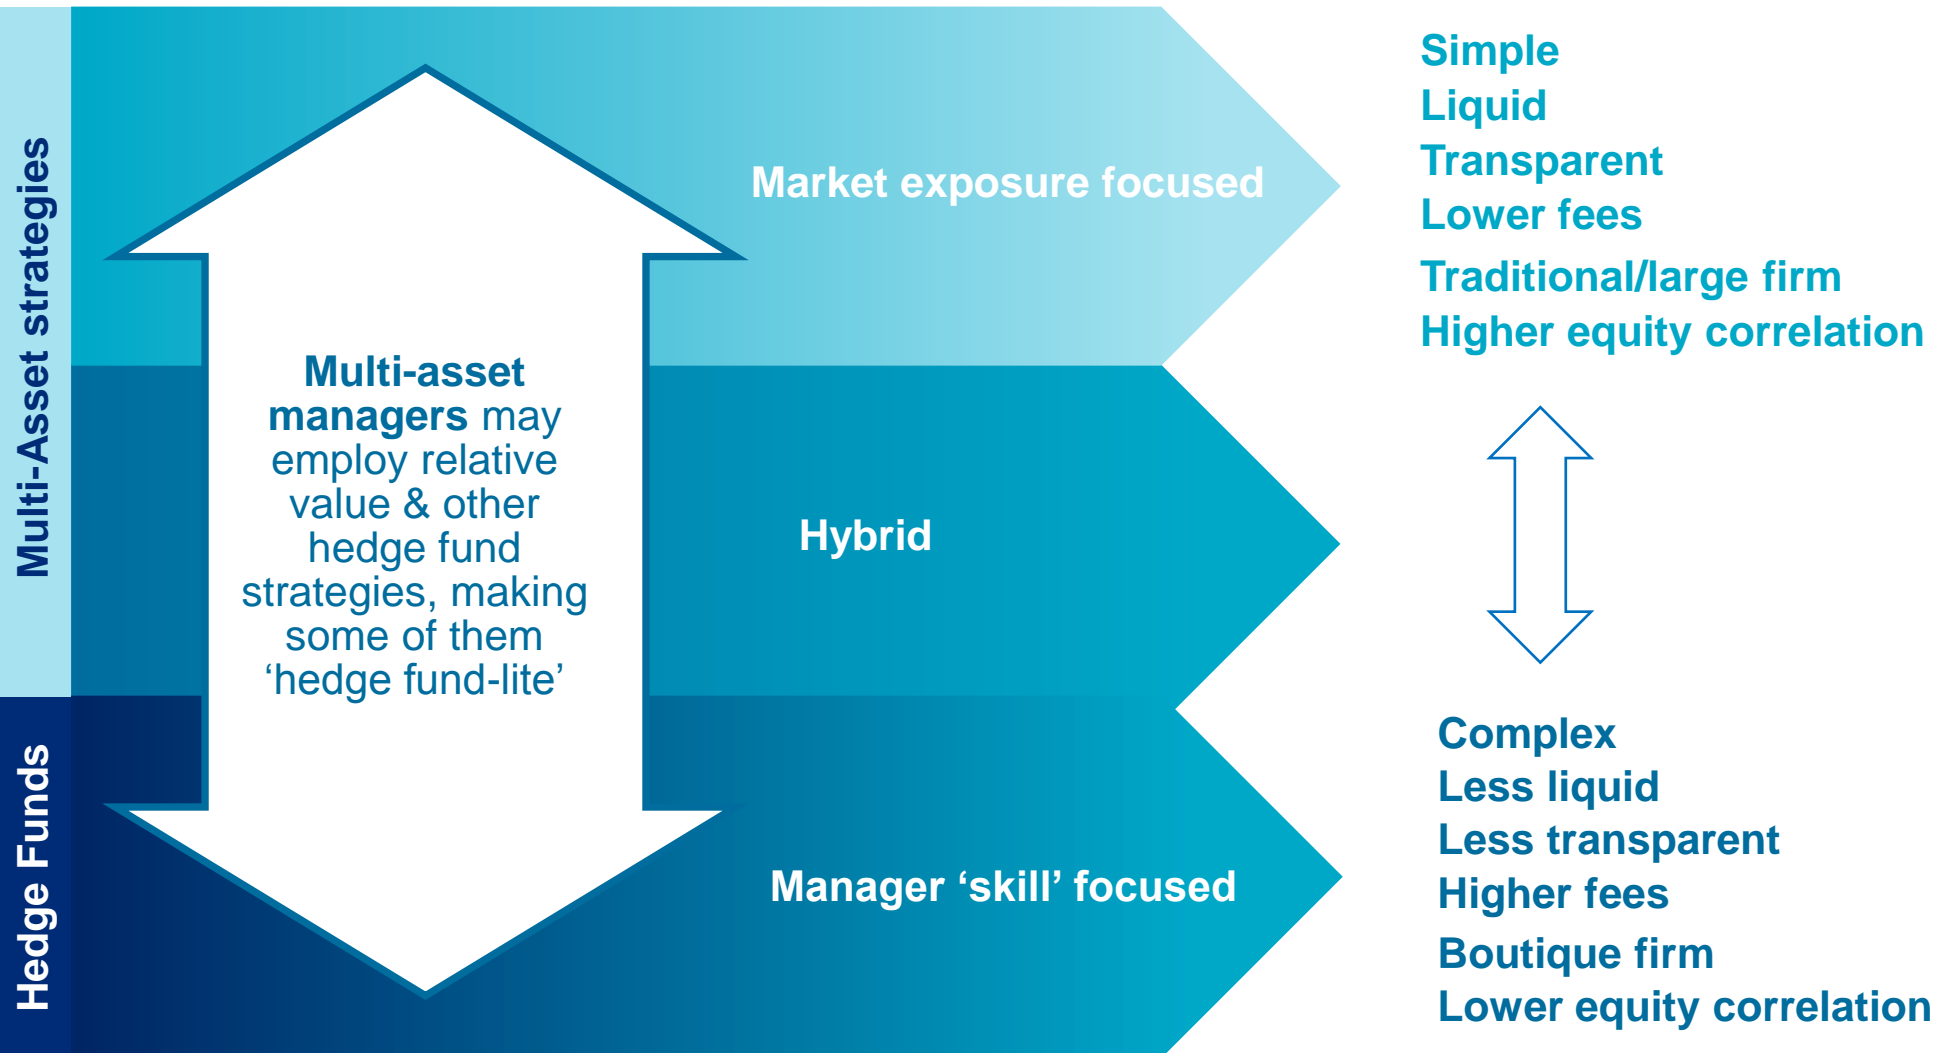 Multi-Asset strategies
Hedge Funds
Multi-asset
managers may
employ relative
value & other
hedge fund
strategies, making
some of them
‘hedge fund-lite’
Market exposure focused
Hybrid
Manager ‘skill’ focused
Simple
Liquid
Transparent
Lower fees
Traditional/large firm
Higher equity correlation
Complex
Less liquid
Less transparent
Higher fees
Boutique firm
Lower equity correlation